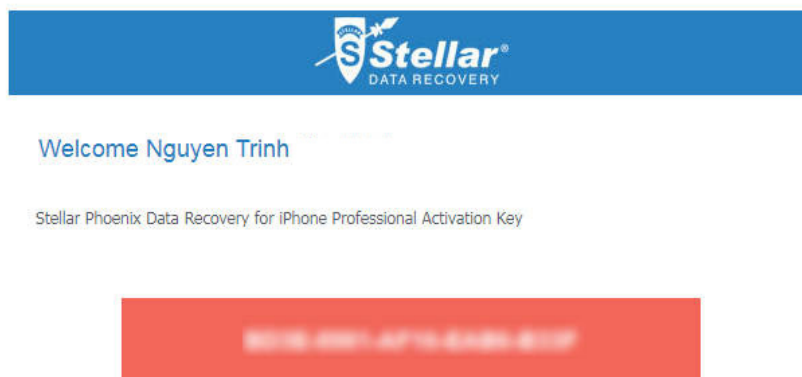 Stellar®
DATA RECOVERY
Welcome Nguyen Trinh
Stellar Phoenix Data Recovery for iPhone Professional Activation Key